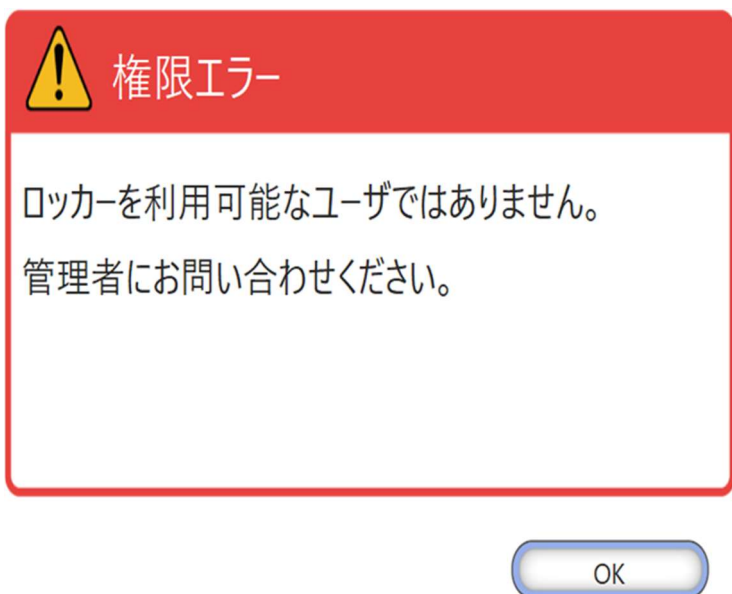 権限エラー
ロッカーを利用可能なユーザではありません。
管理者にお問い合わせください。
OK